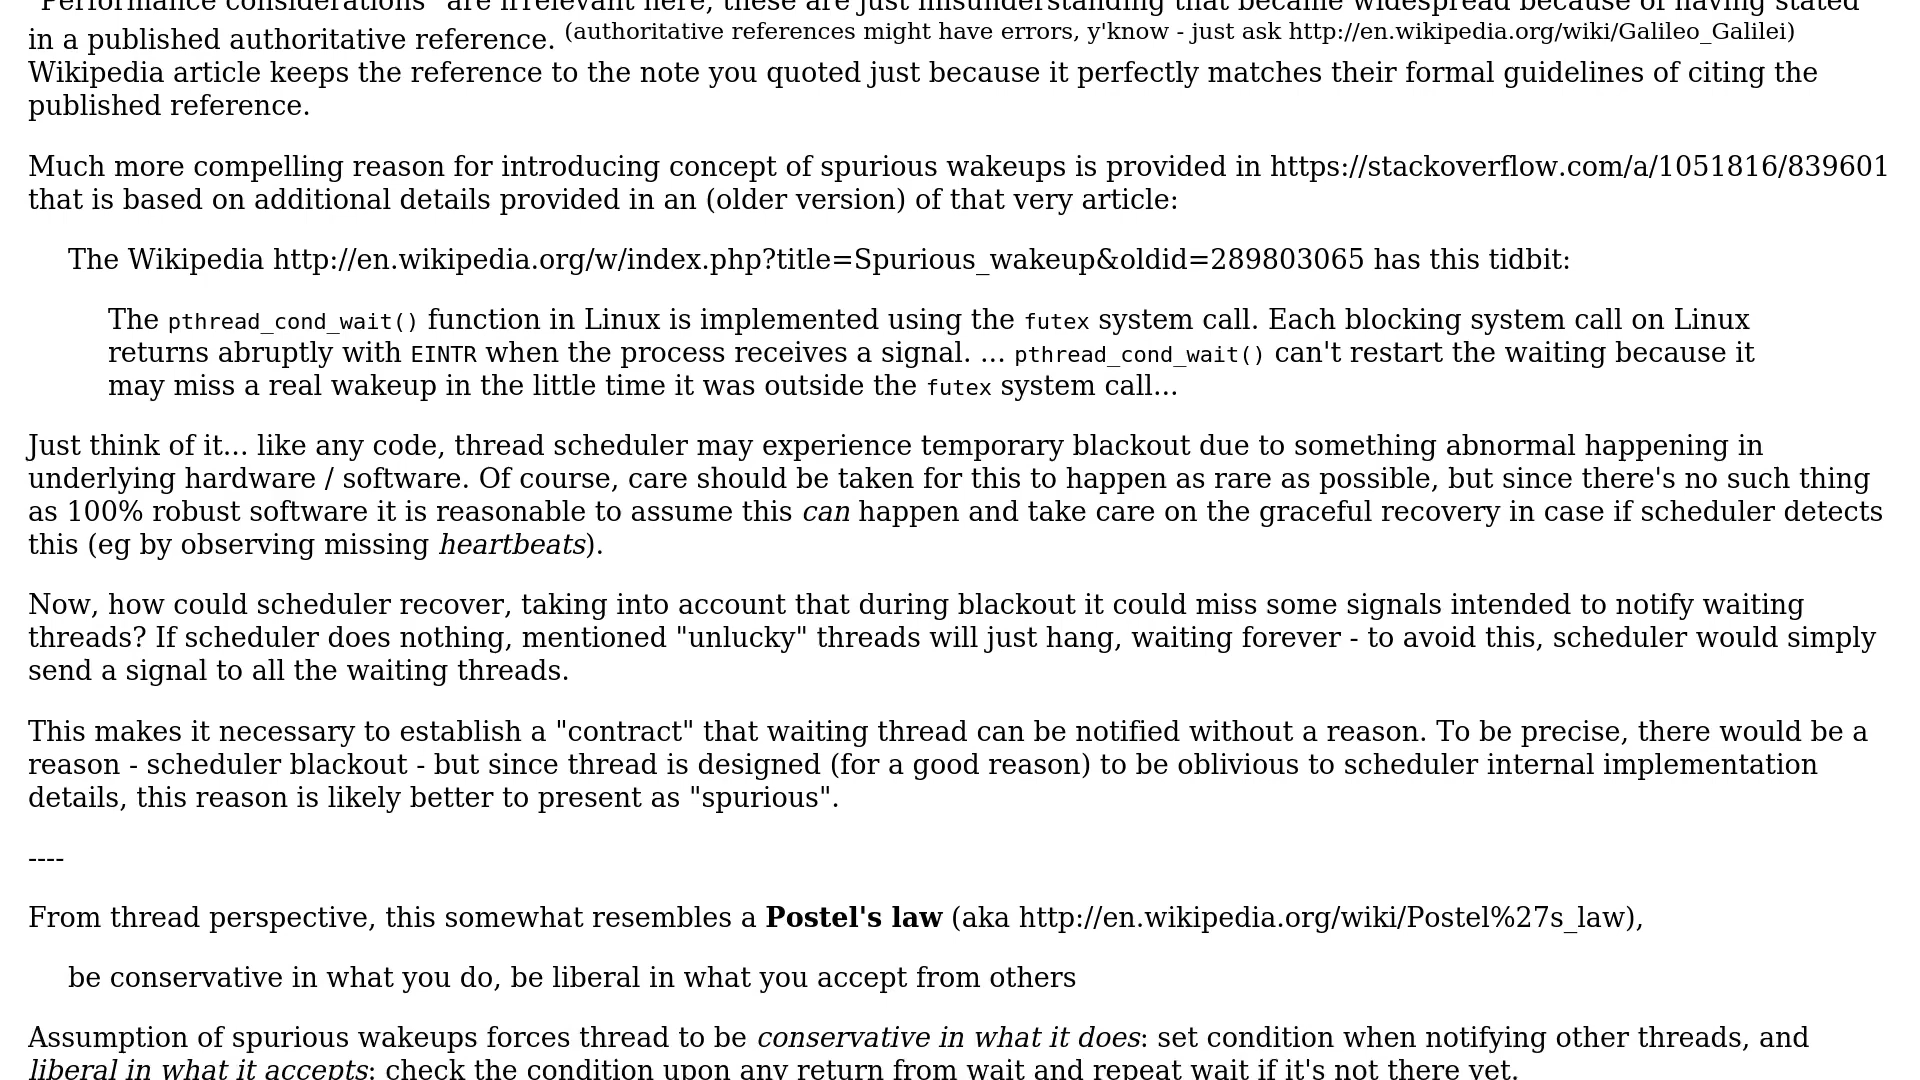 "Performance considerations" are irrelevant here, these are just misunderstanding that became widespread because of having stated
in a published authoritative reference. (authoritative references might have errors, y'know - just ask http://en.wikipedia.org/wiki/Galileo_Galilei)
Wikipedia article keeps the reference to the note you quoted just because it perfectly matches their formal guidelines of citing the
published reference.
Much more compelling reason for introducing concept of spurious wakeups is provided in https://stackoverflow.com/a/1051816/839601
that is based on additional details provided in an (older version) of that very article:
The Wikipedia http://en.wikipedia.org/w/index.php?title=Spurious_wakeup&oldid=289803065 has this tidbit:
The pthread_cond_wait() function in Linux is implemented using the futex system call. Each blocking system call on Linux
returns abruptly with EINTR when the process receives a signal. ... pthread_cond_wait() can't restart the waiting because it
may miss a real wakeup in the little time it was outside the futex system call...
Just think of it... like any code, thread scheduler may experience temporary blackout due to something abnormal happening in
underlying hardware / software. Of course, care should be taken for this to happen as rare as possible, but since there's no such thing
as 100% robust software it is reasonable to assume this can happen and take care on the graceful recovery in case if scheduler detects
this (eg by observing missing heartbeats).
Now, how could scheduler recover, taking into account that during blackout it could miss some signals intended to notify waiting
threads? If scheduler does nothing, mentioned "unlucky" threads will just hang, waiting forever - to avoid this, scheduler would simply
send a signal to all the waiting threads.
This makes it necessary to establish a "contract" that waiting thread can be notified without a reason. To be precise, there would be a
reason - scheduler blackout - but since thread is designed (for a good reason) to be oblivious to scheduler internal implementation
details, this reason is likely better to present as "spurious".
----
From thread perspective, this somewhat resembles a Postel's law (aka http://en.wikipedia.org/wiki/Postel%27s_law),
be conservative in what you do, be liberal in what you accept from others
Assumption of spurious wakeups forces thread to be conservative in what it does: set condition when notifying other threads, and
liberal in what it accepts: check the condition upon any return from wait and repeat wait if it's not there yet.